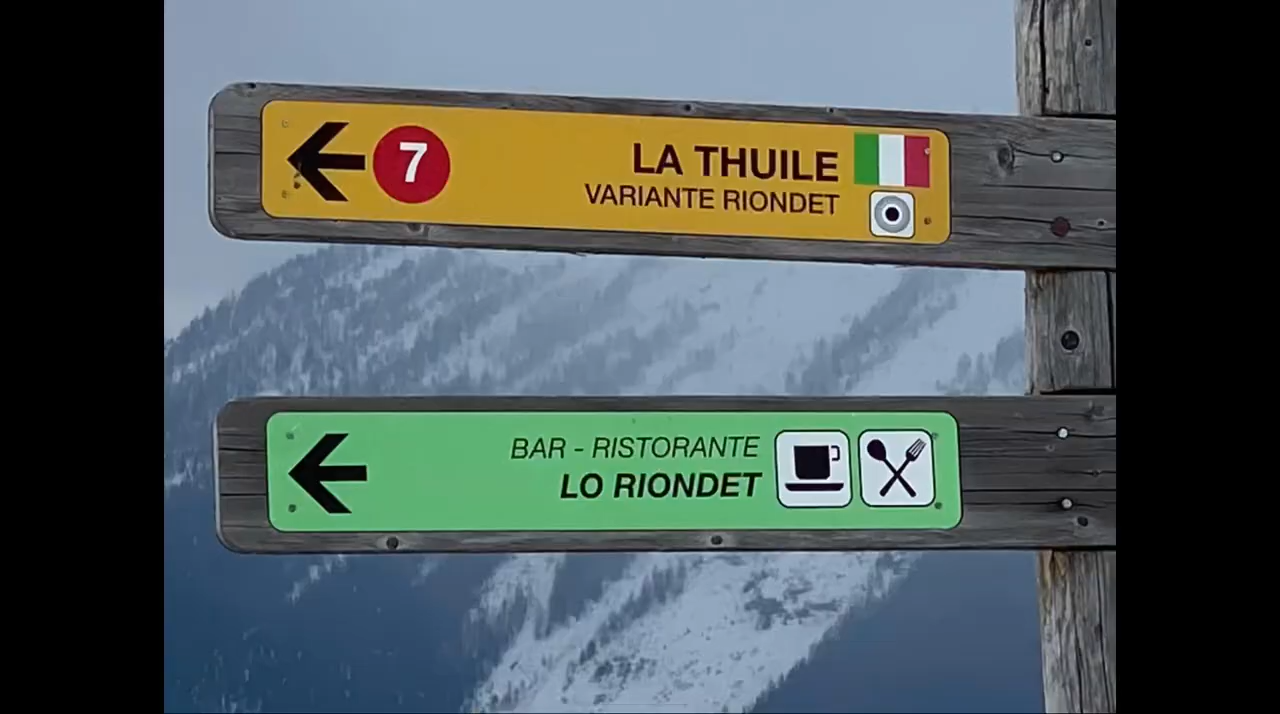 7
LA THUILE
VARIANTE RIONDET
BAR - RISTORANTE
LO RIONDET